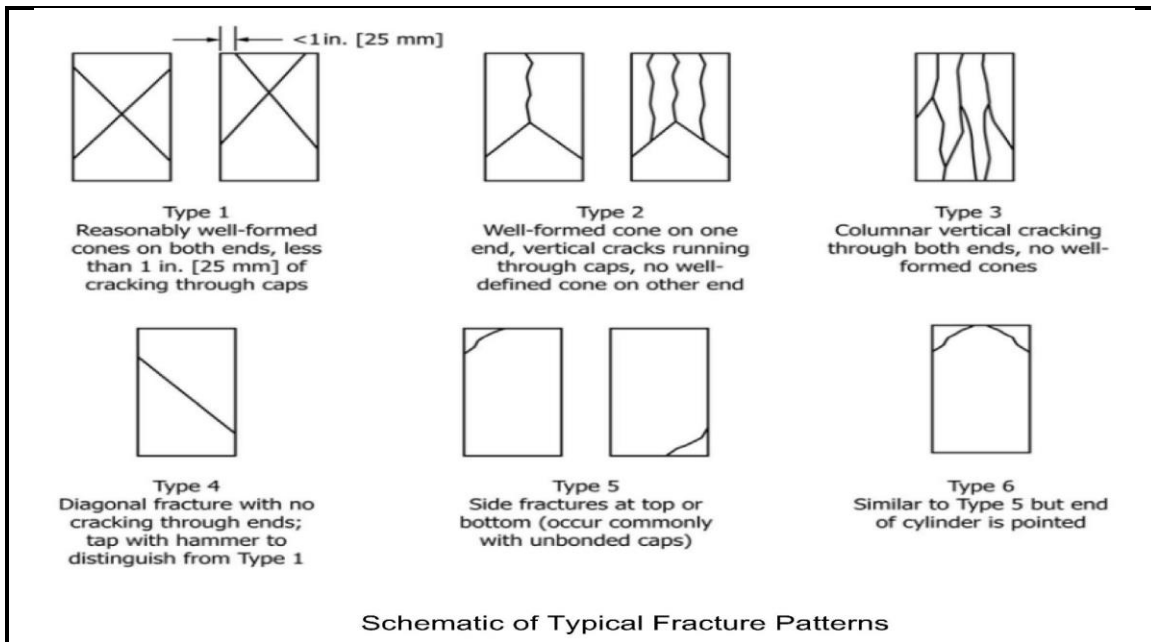 <1in. [25 mm]
Type 1
Reasonably well-formed
cones on both ends, less
than 1 in. [25 mm] of
cracking through caps
Type 2
Well-formed cone on one
end, vertical cracks running
through caps, no well-
defined cone on other end
Type 3
Columnar vertical cracking
through both ends, no well-
formed cones
Type 4
Diagonal fracture with no
cracking through ends;
tap with hammer to
distinguish from Type 1
Type 5
Side fractures at top or
bottom (occur commonly
with unbonded caps)
Type 6
Similar to Type 5 but end
of cylinder is pointed
Schematic of Typical Fracture Patterns